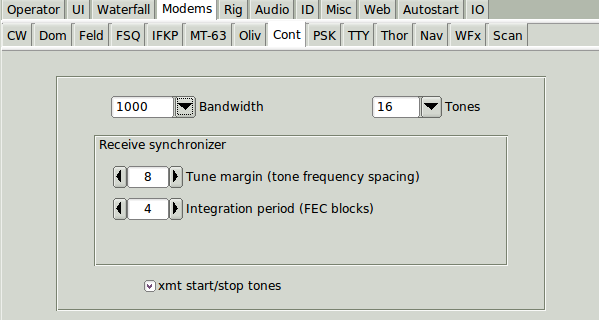 Operator UI Waterfall Modems Rig Audio ID Misc Web Autostart IO
CW Dom Feld FSQ IFKP MT-63 Oliv Cont PSK TTY Thor Nav WFx Scan
1000 Bandwidth 16 Tones
Receive synchronizer
8 Tune margin (tone frequency spacing)
4 Integration period (FEC blocks)
xmt start/stop tones